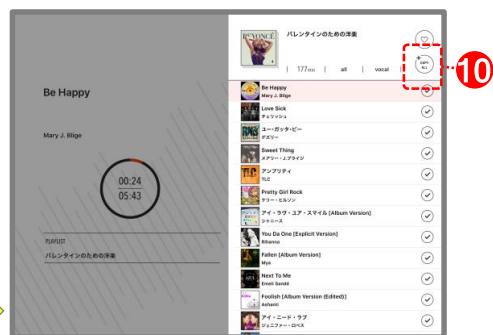 Be Happy
Mary J. Blige
00:24
05:43
PLAYLIST
バレンタインのための洋楽
BEYONCÉ
バレンタインのための洋楽
| 177min | all | vocal
COPY
ALL
10
Be Happy
Mary J. Blige
Love Sick
チェリッシュ
ユー・ガッタ・ビー
デズリー
Sweet Thing
メアリー・J.ブライジ
アンプリティ
TLC
Pretty Girl Rock
ケリー・ヒルソン
アイ・ラヴ・ユア・スマイル [Album Version]
シャニース
You Da One [Explicit Version]
Rihanna
Fallen [Album Version]
Mya
Next To Me
Emeli Sandé
Foolish [Album Version (Edited)]
Ashanti
アイ・ニード・ラブ
ジェニファー・ロペス